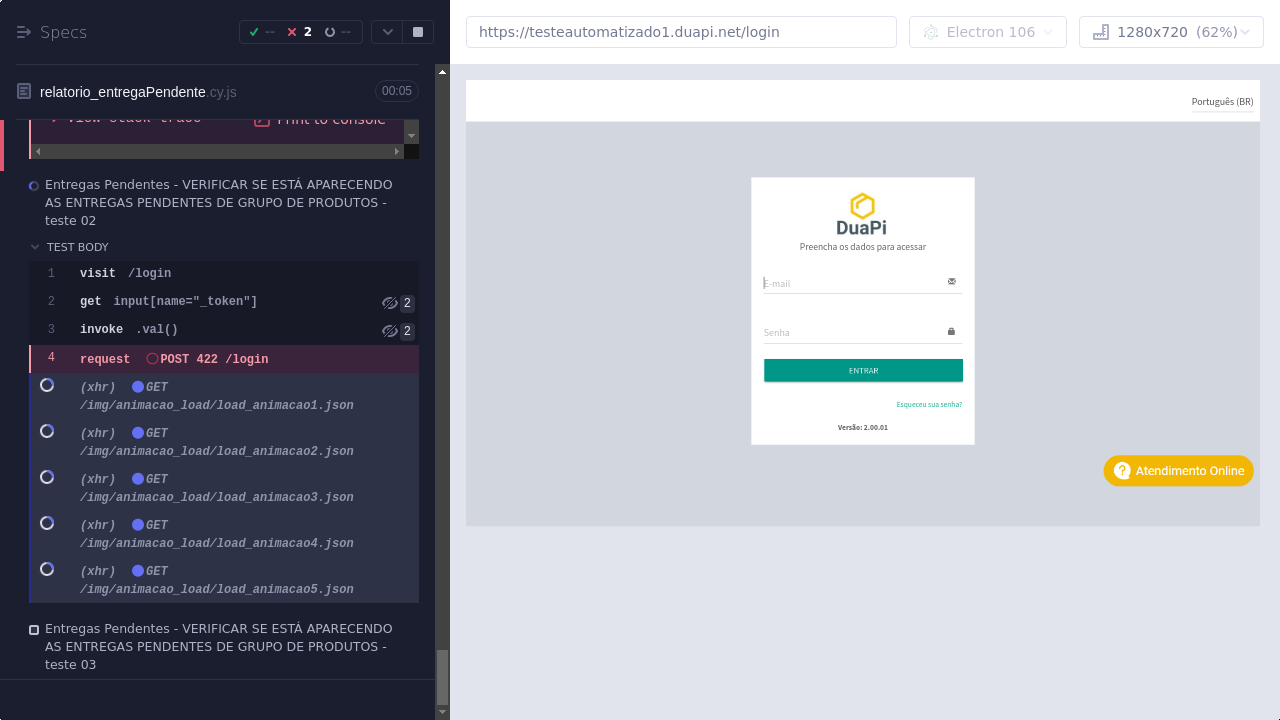 Specs
-- 2 --
relatorio_entregaPendente.cy.js 00:05
View stack trace Print to console
Entregas Pendentes - VERIFICAR SE ESTÁ APARECENDO
AS ENTREGAS PENDENTES DE GRUPO DE PRODUTOS -
teste 02
TEST BODY
1 visit /login
2 get input[name="_token"] 2
3 invoke .val() 2
4 request POST 422 /login
(xhr) GET
/img/animacao_load/load_animacao1.json
(xhr) GET
/img/animacao_load/load_animacao2.json
(xhr) GET
/img/animacao_load/load_animacao3.json
(xhr) GET
/img/animacao_load/load_animacao4.json
(xhr) GET
/img/animacao_load/load_animacao5.json
Entregas Pendentes - VERIFICAR SE ESTÁ APARECENDO
AS ENTREGAS PENDENTES DE GRUPO DE PRODUTOS -
teste 03
https://testeautomatizado1.duapi.net/login Electron 106 1280x720 (62%)
Português (BR)
DuaPi
Preencha os dados para acessar
E-mail
Senha
ENTRAR
Esqueceu sua senha?
Versão: 2.00.01
Atendimento Online